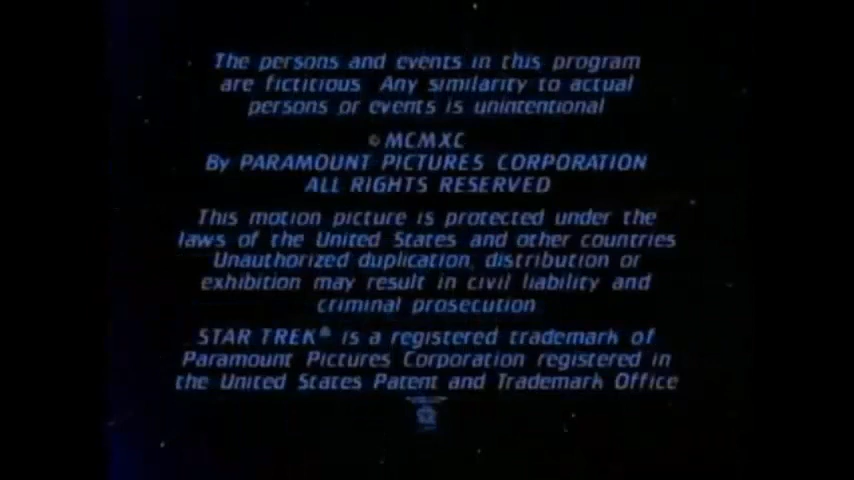 The persons and events in this program
are fictitious Any similarity to actual
persons or events is unintentional
© MCMXC
By PARAMOUNT PICTURES CORPORATION
ALL RIGHTS RESERVED
This motion picture is protected under the
laws of the United States and other countries
Unauthorized duplication, distribution or
exhibition may result in civil liability and
criminal prosecution
STAR TREK® is a registered trademark of
Paramount Pictures Corporation registered in
the United States Patent and Trademark Office